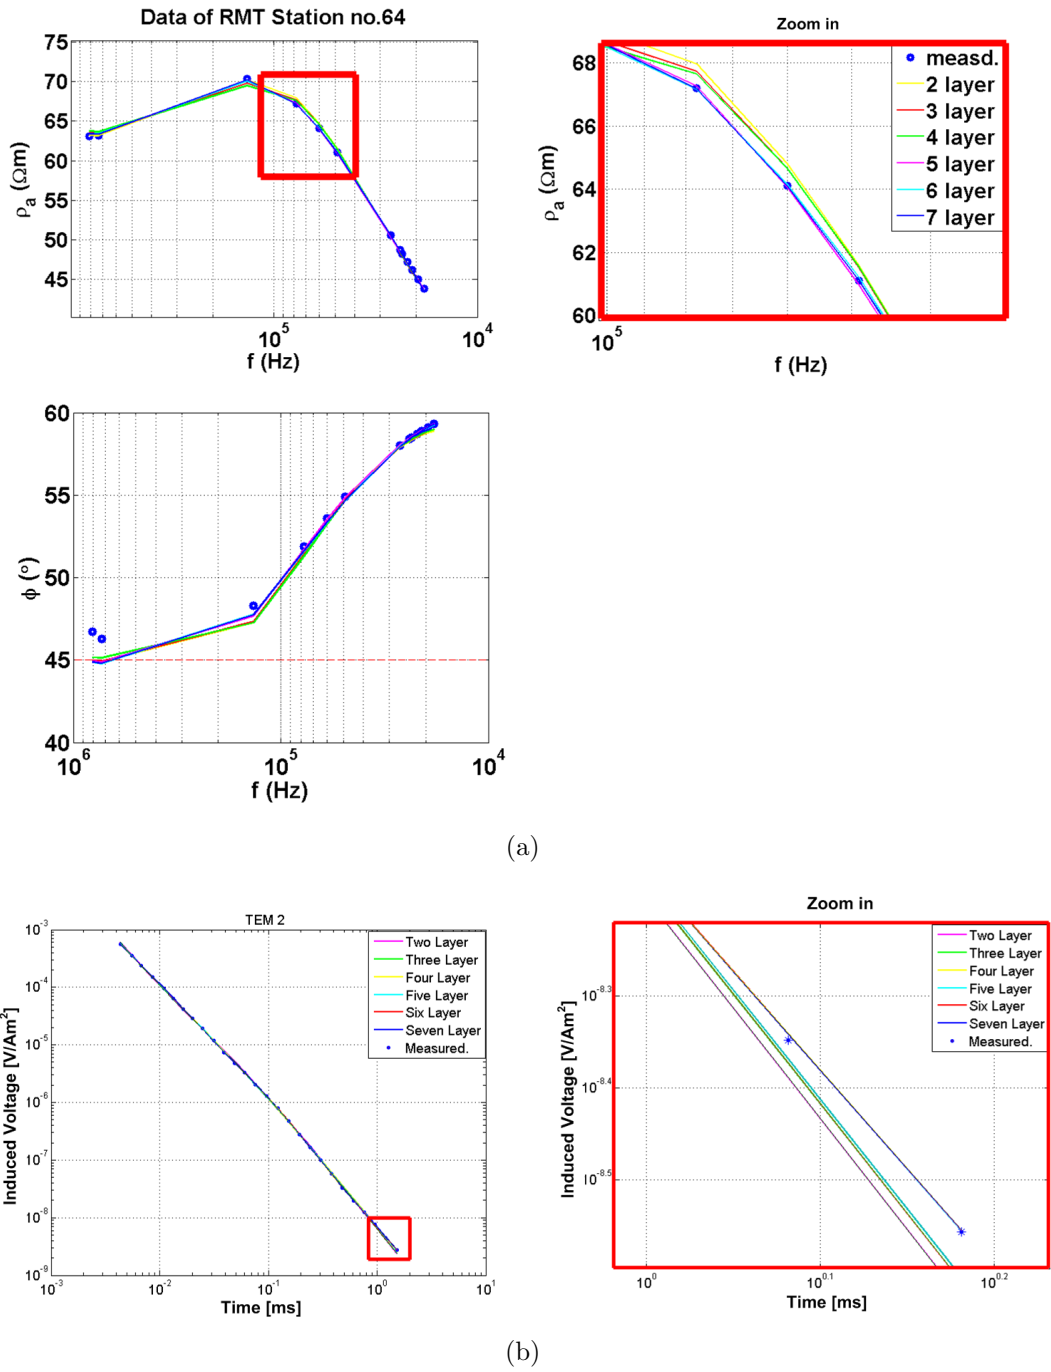 Data of RMT Station no.64
75
70
65
60
55
50
45
ρa (Ωm)
10^5
10^4
f (Hz)
Zoom in
68
66
64
62
60
ρa (Ωm)
measd.
2 layer
3 layer
4 layer
5 layer
6 layer
7 layer
10^5
f (Hz)
60
55
50
45
40
ϕ (°)
10^6
10^5
10^4
f (Hz)
(a)
TEM 2
10^-3
10^-4
10^-5
10^-6
10^-7
10^-8
10^-9
Induced Voltage [V/Am^2]
Two Layer
Three Layer
Four Layer
Five Layer
Six Layer
Seven Layer
Measured.
10^-3
10^-2
10^-1
10^0
10^1
Time [ms]
Zoom in
10^-8.3
10^-8.4
10^-8.5
Induced Voltage [V/Am^2]
Two Layer
Three Layer
Four Layer
Five Layer
Six Layer
Seven Layer
Measured.
10^0
10^0.1
10^0.2
Time [ms]
(b)